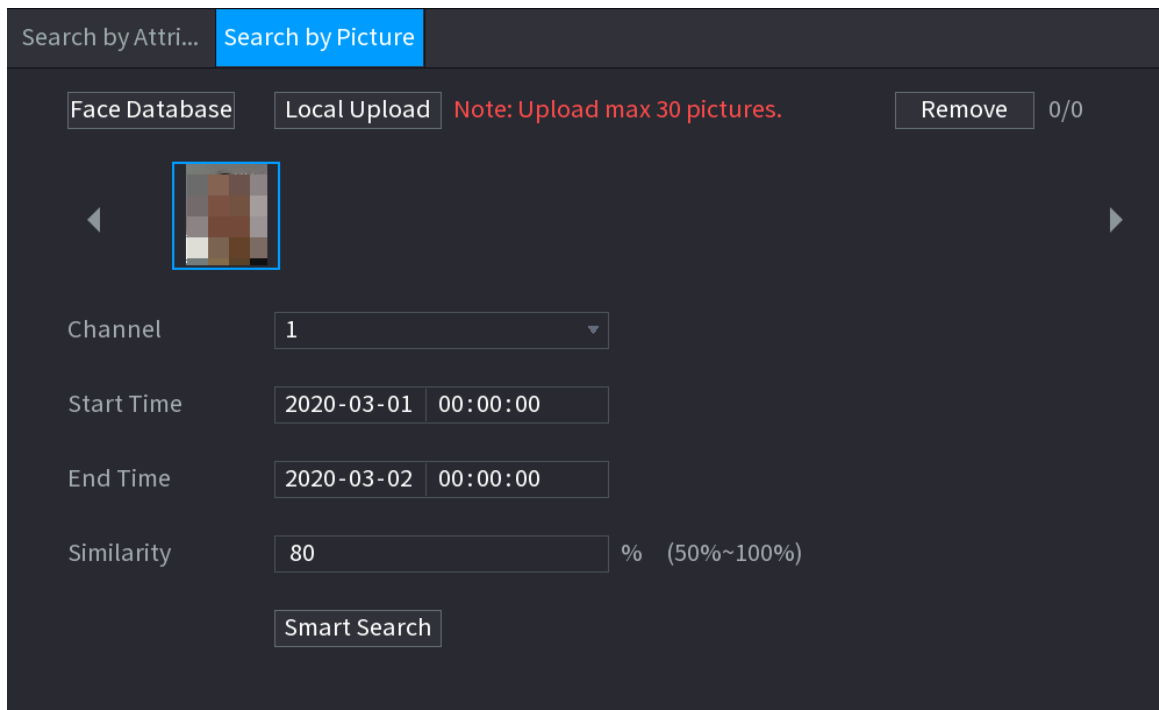 Search by Attri... Search by Picture
Face Database Local Upload Note: Upload max 30 pictures. Remove 0/0
Channel 1
Start Time 2020-03-01 00:00:00
End Time 2020-03-02 00:00:00
Similarity 80 % (50%~100%)
Smart Search